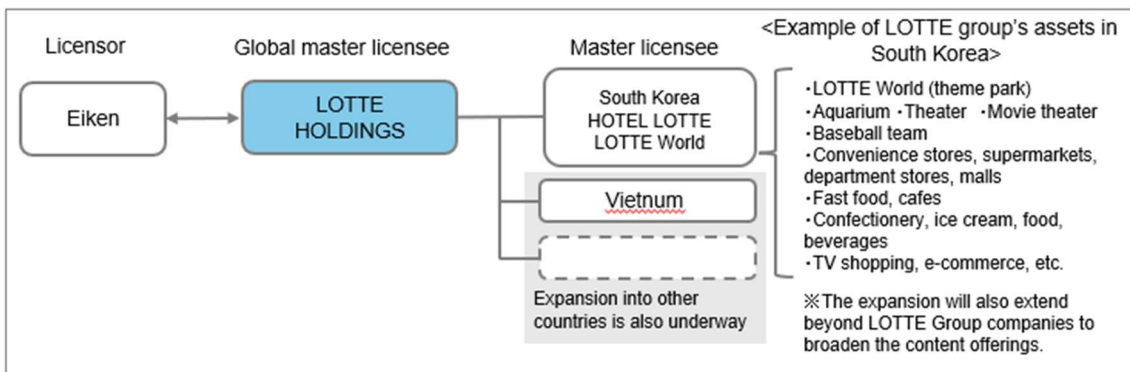 Licensor
Global master licensee
Master licensee
<Example of LOTTE group's assets in
South Korea>
Eiken
LOTTE
HOLDINGS
South Korea
HOTEL LOTTE
LOTTE World
Vietnum
Expansion into other
countries is also underway
・LOTTE World (theme park)
・Aquarium ・Theater ・Movie theater
・Baseball team
・Convenience stores, supermarkets,
department stores, malls
・Fast food, cafes
・Confectionery, ice cream, food,
beverages
・TV shopping, e-commerce, etc.
※The expansion will also extend
beyond LOTTE Group companies to
broaden the content offerings.